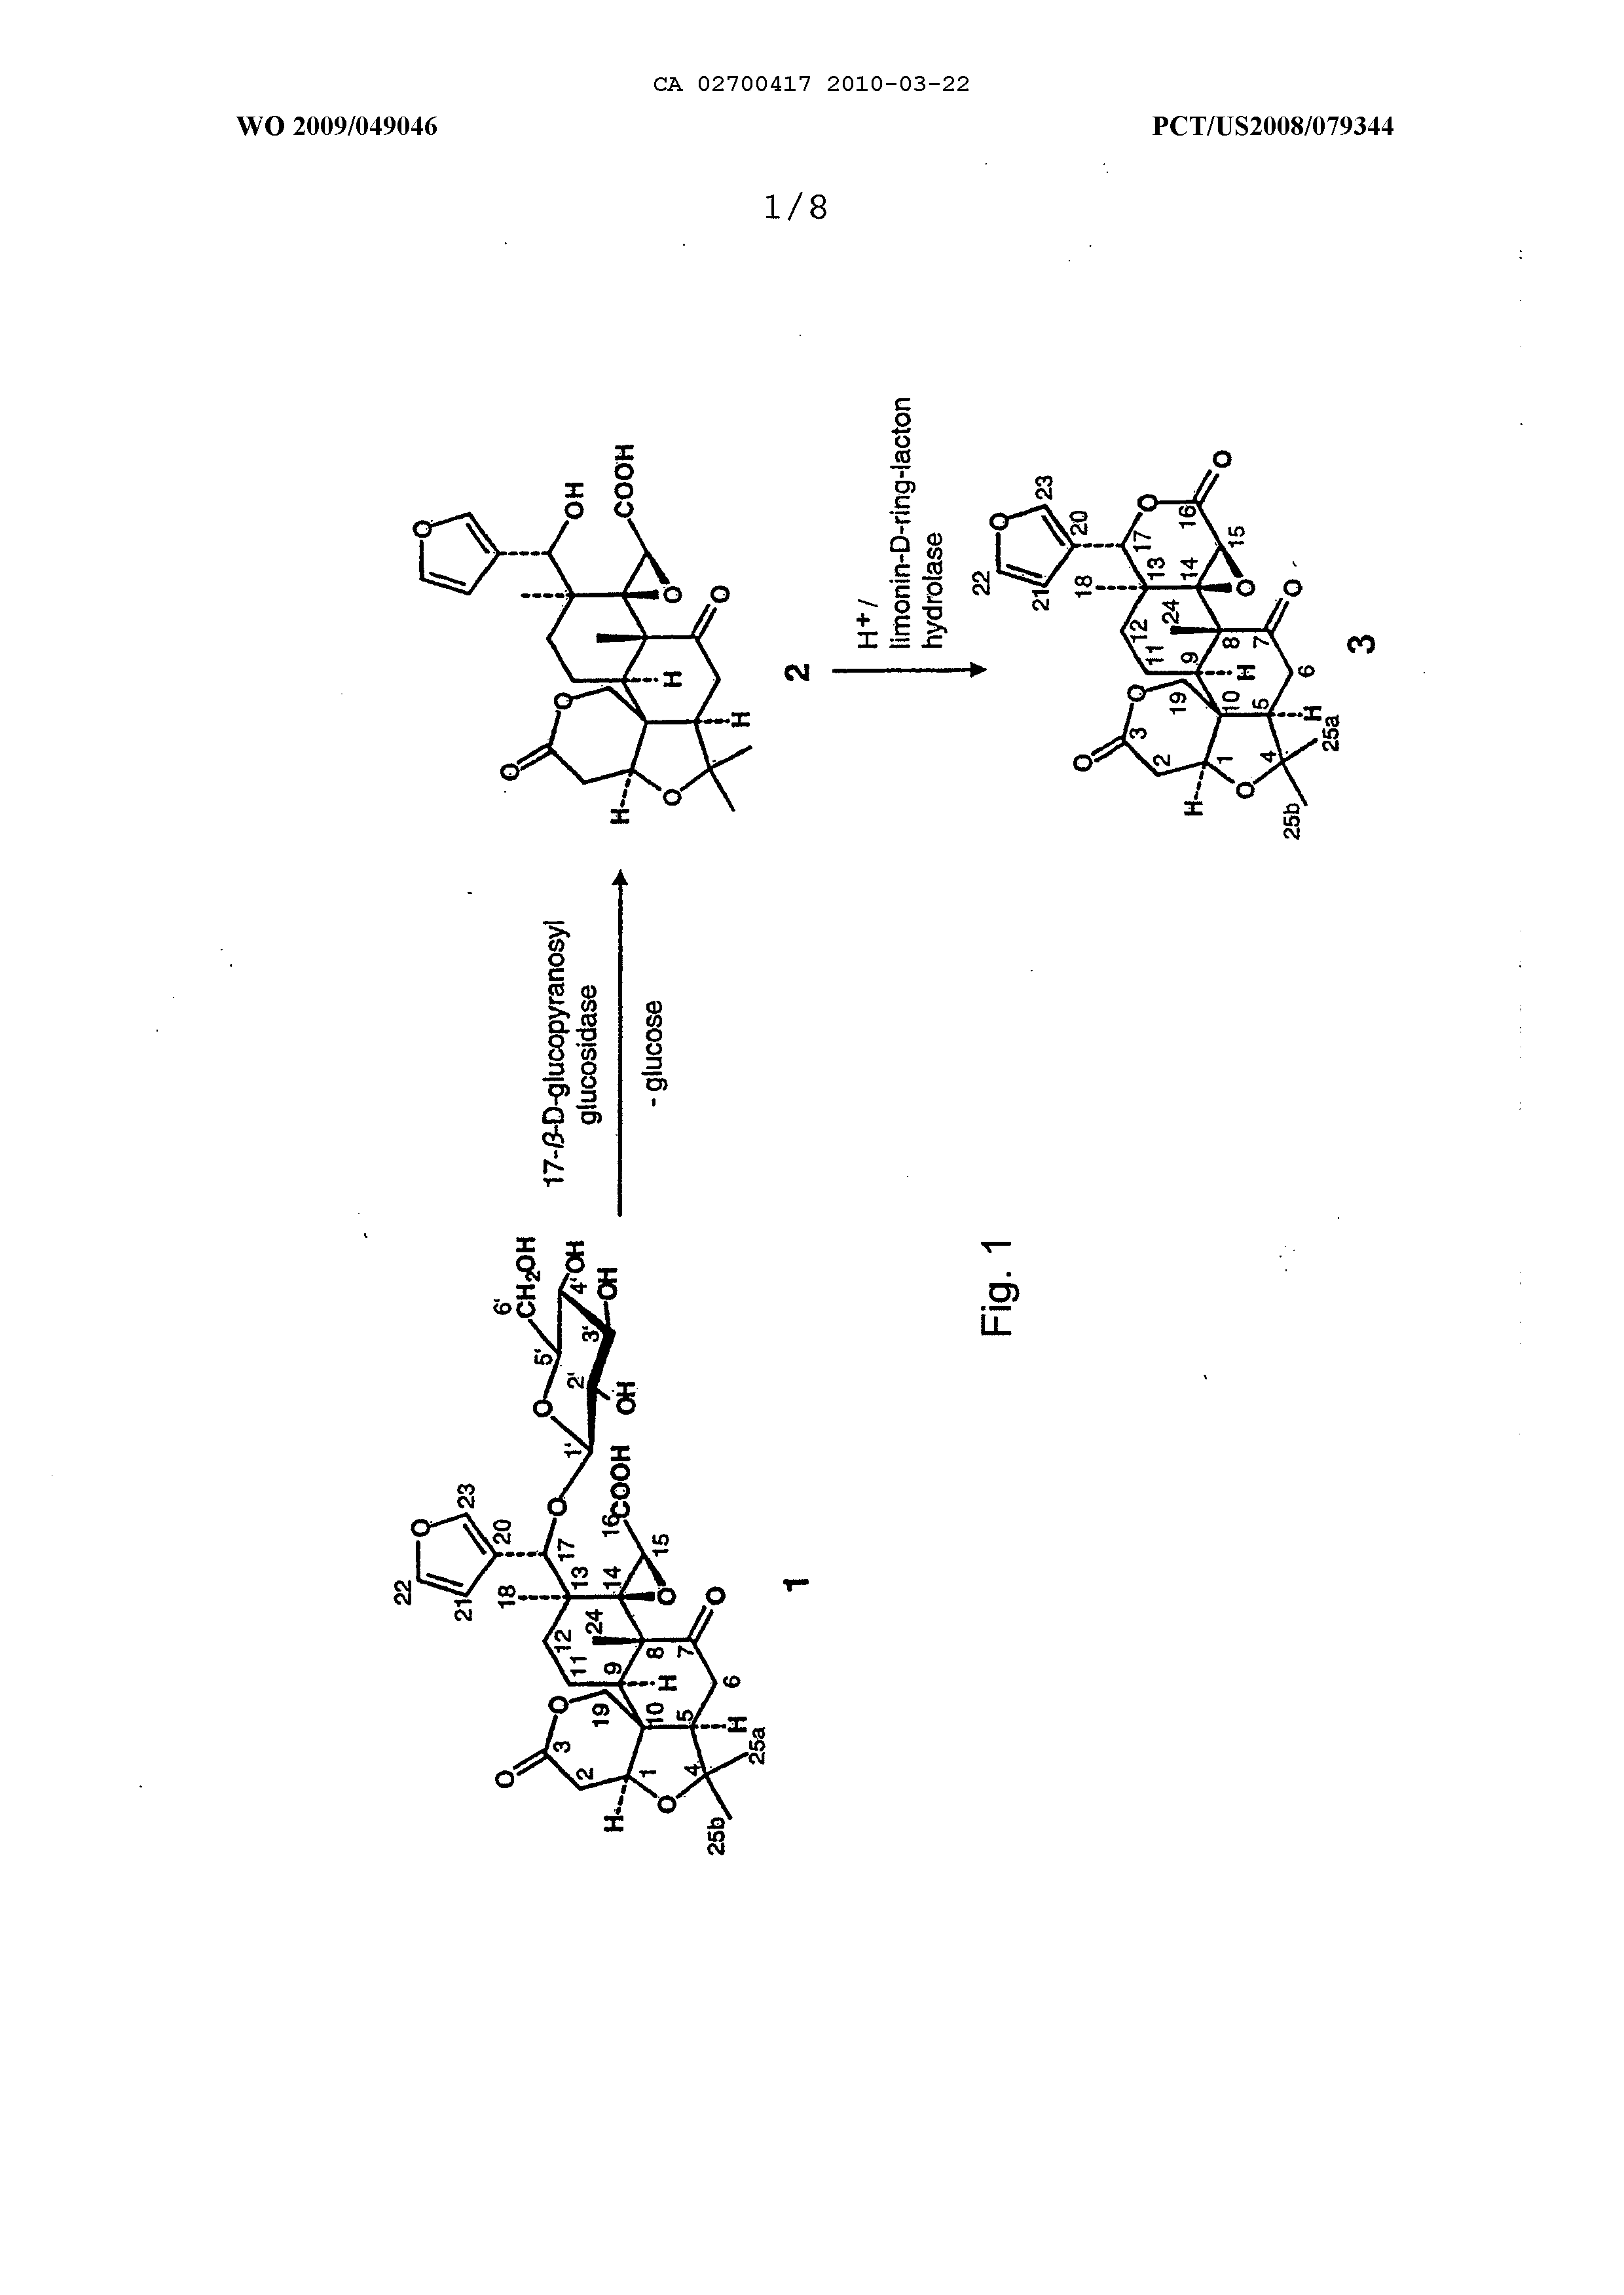 CA 02700417 2010-03-22
WO 2009/049046
PCT/US2008/079344
1/8
22
O
23
21
20
18
17
O
13
12
11
14
24
15
16
COOH
O
O
3
O
19
9
8
7
O
2
10
H
6
H
1
5
H
O
4
25a
25b
1'
O
2'
OH
3'
OH
4'
OH
5'
6'
CH2OH
1
17-β-D-glucopyranosyl
glucosidase
- glucose
O
OH
COOH
O
O
O
O
H
H
H
O
2
H+/
limonin-D-ring-lacton
hydrolase
22
O
23
21
20
18
17
O
13
12
11
14
24
15
16
O
O
O
3
O
19
9
8
7
O
2
10
H
6
H
1
5
H
O
4
25a
25b
3
Fig. 1